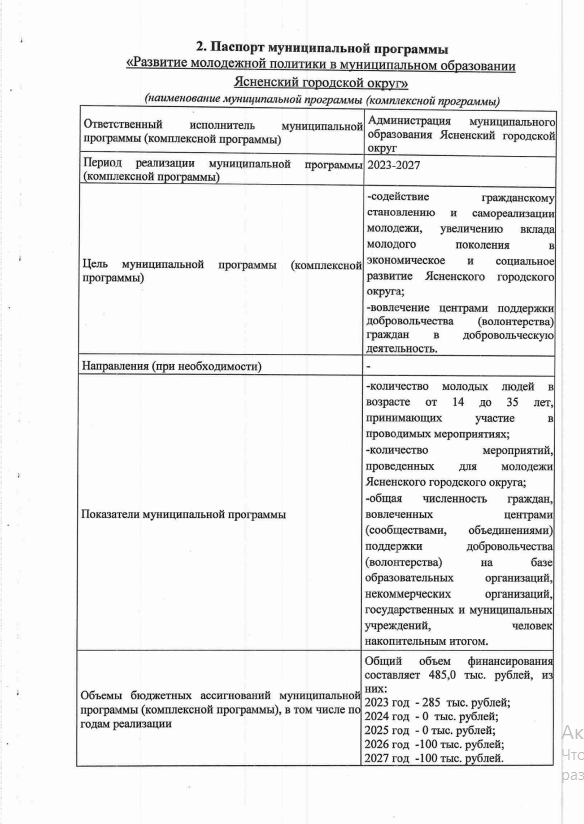 2. Паспорт муниципальной программы
«Развитие молодежной политики в муниципальном образовании
Ясненский городской округ»
(наименование муниципальной программы (комплексной программы)
Ответственный исполнитель муниципальной
программы (комплексной программы)
Администрация муниципального
образования Ясненский городской
округ
Период реализации муниципальной программы
(комплексной программы)
2023-2027
Цель муниципальной программы (комплексной
программы)
-содействие гражданскому
становлению и самореализации
молодежи, увеличению вклада
молодого поколения в
экономическое и социальное
развитие Ясненского городского
округа;
-вовлечение центрами поддержки
добровольчества (волонтерства)
граждан в добровольческую
деятельность.
Направления (при необходимости)
-
Показатели муниципальной программы
-количество молодых людей в
возрасте от 14 до 35 лет,
принимающих участие в
проводимых мероприятиях;
-количество мероприятий,
проведенных для молодежи
Ясненского городского округа;
-общая численность граждан,
вовлеченных центрами
(сообществами, объединениями)
поддержки добровольчества
(волонтерства) на базе
образовательных организаций,
некоммерческих организаций,
государственных и муниципальных
учреждений, человек
накопительным итогом.
Объемы бюджетных ассигнований муниципальной
программы (комплексной программы), в том числе по
годам реализации
Общий объем финансирования
составляет 485,0 тыс. рублей, из
них:
2023 год - 285 тыс. рублей;
2024 год - 0 тыс. рублей;
2025 год - 0 тыс. рублей;
2026 год -100 тыс. рублей;
2027 год -100 тыс. рублей.
Ак
Что
раз